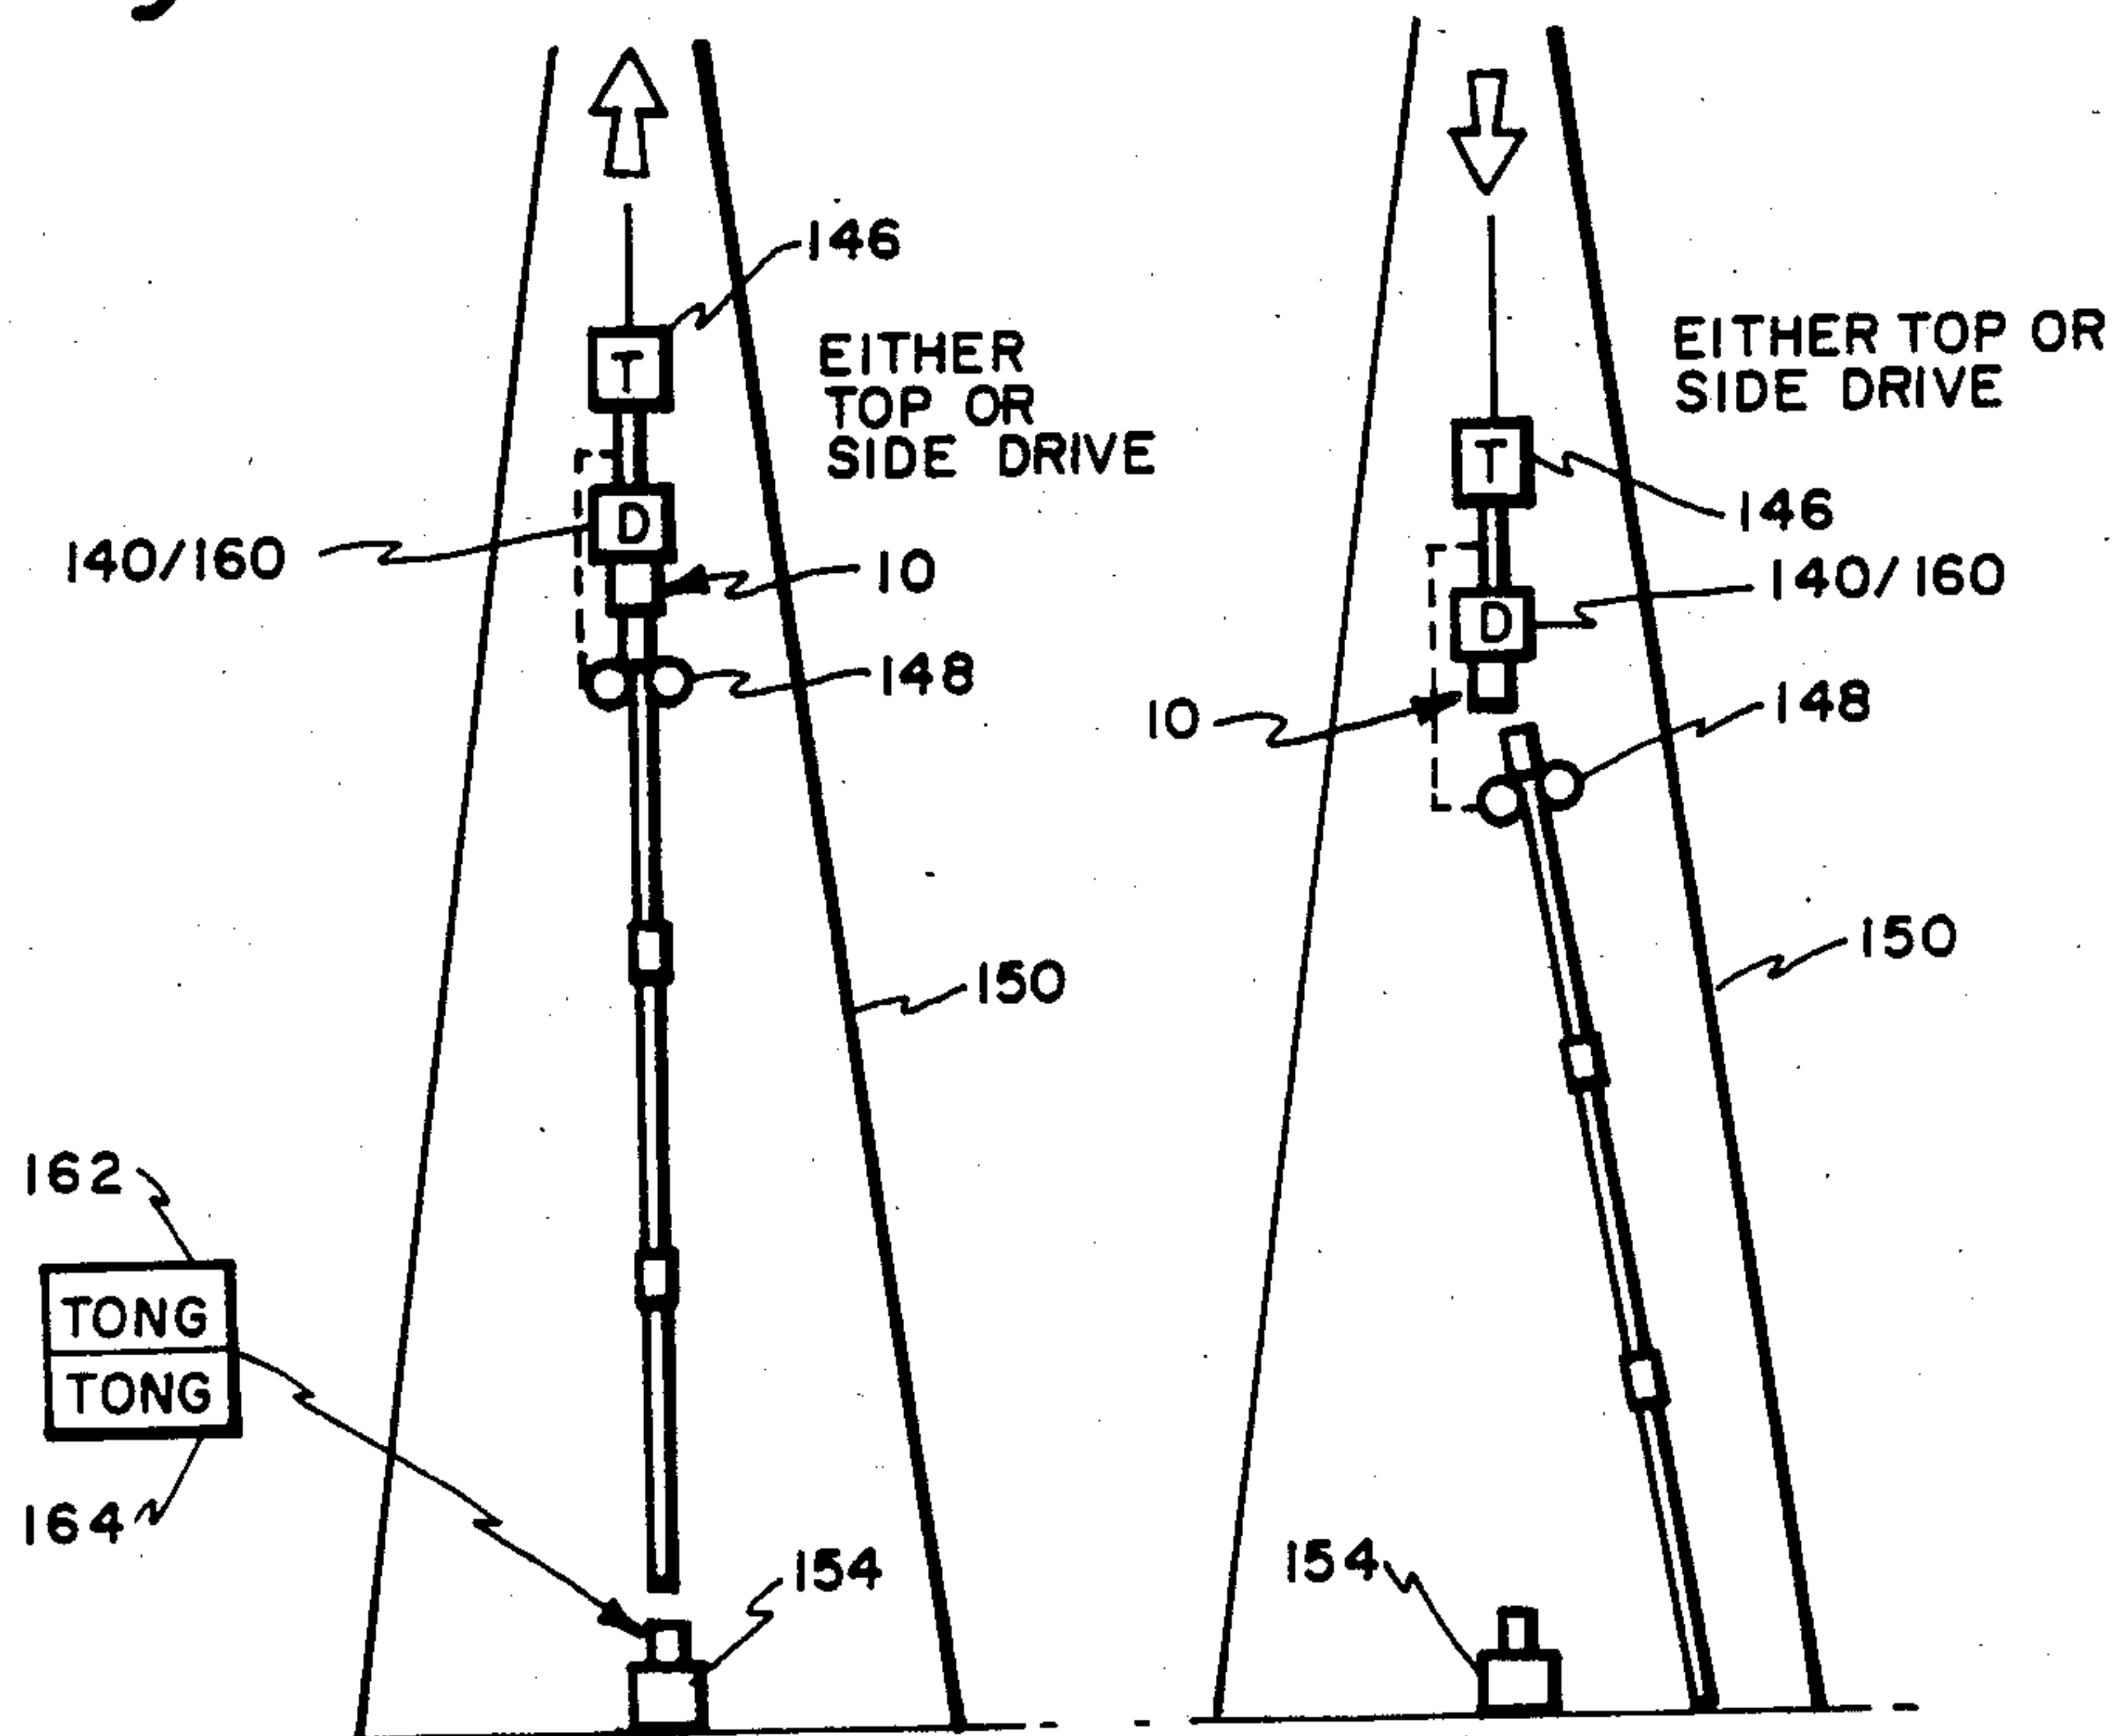 146
T
EITHER
TOP OR
SIDE DRIVE
D
140/160
10
148
150
162
TONG
TONG
164
154
EITHER TOP OR
SIDE DRIVE
T
146
140/160
D
10
148
150
154